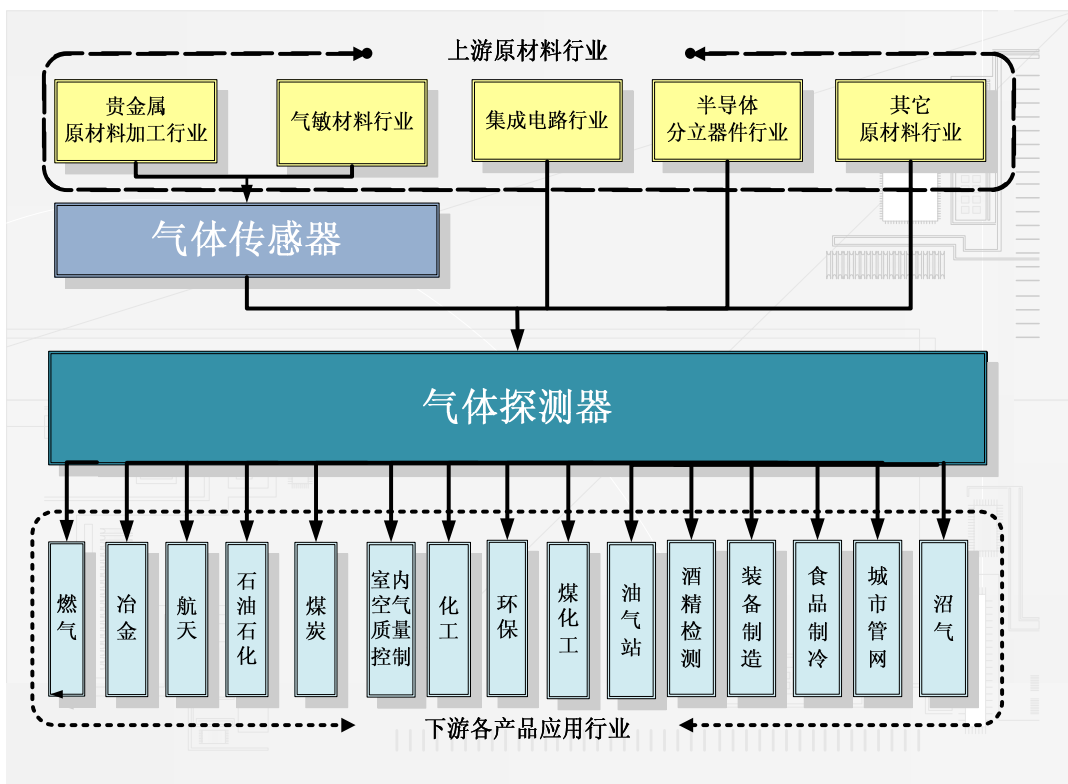 上游原材料行业
贵金属
原材料加工行业
气敏材料行业
集成电路行业
半导体
分立器件行业
其它
原材料行业
气体传感器
气体探测器
燃气
冶金
航天
石油石化
煤炭
室内
空气
质量
控制
化工
环保
煤化工
油气站
酒精检测
装备制造
食品制冷
城市管网
沼气
下游各产品应用行业